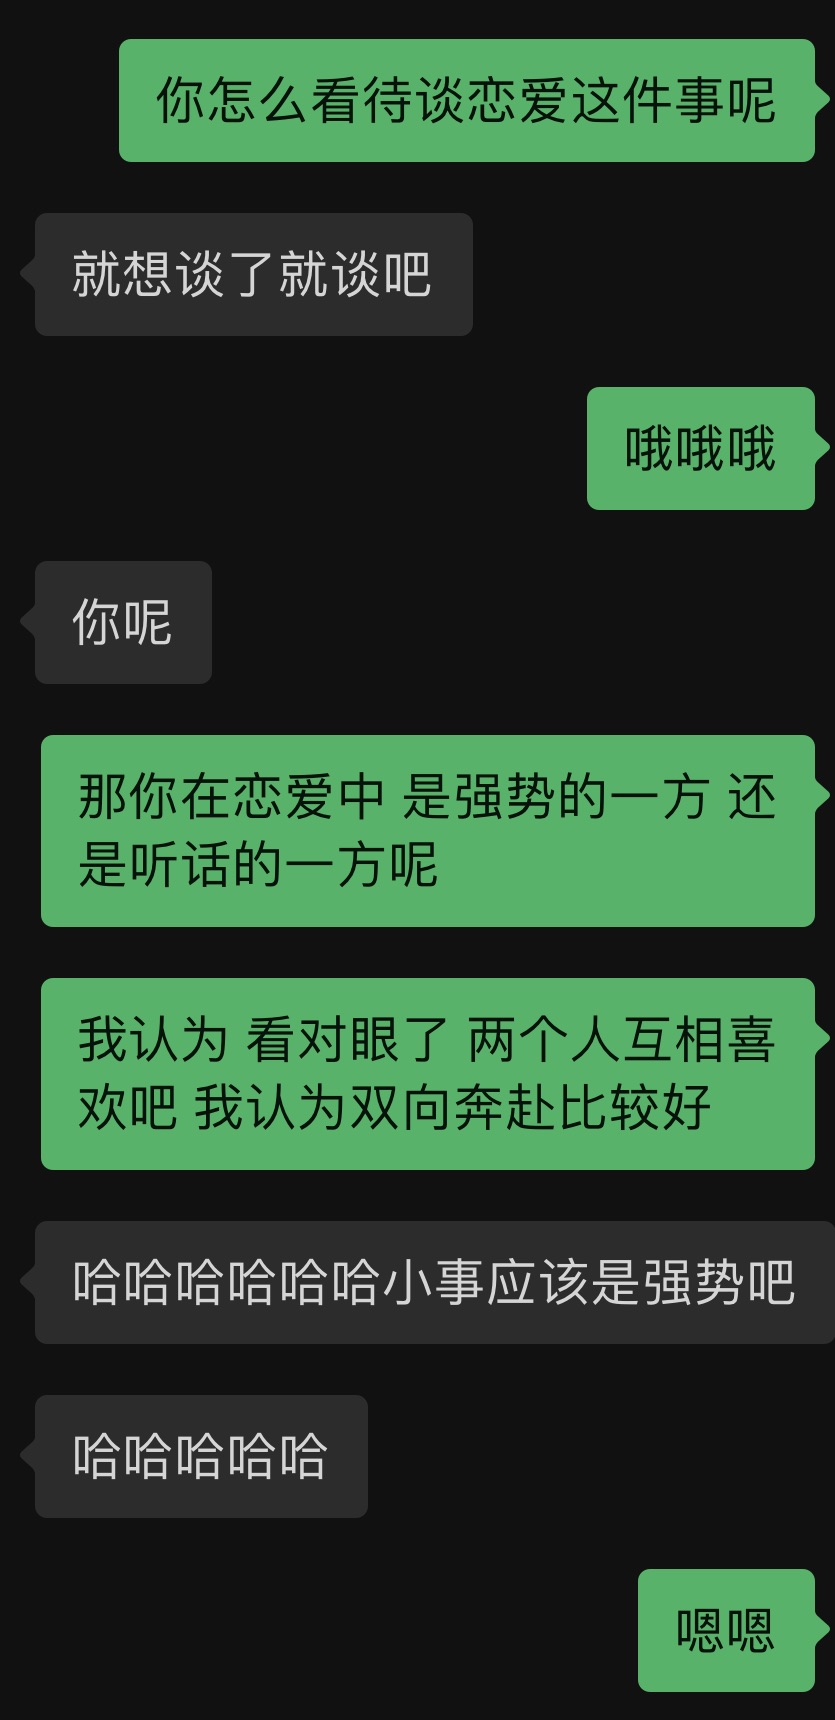 你怎么看待谈恋爱这件事呢
就想谈了就谈吧
哦哦哦
你呢
那你在恋爱中 是强势的一方 还
是听话的一方呢
我认为 看对眼了 两个人互相喜
欢吧 我认为双向奔赴比较好
哈哈哈哈哈哈小事应该是强势吧
哈哈哈哈哈
嗯嗯